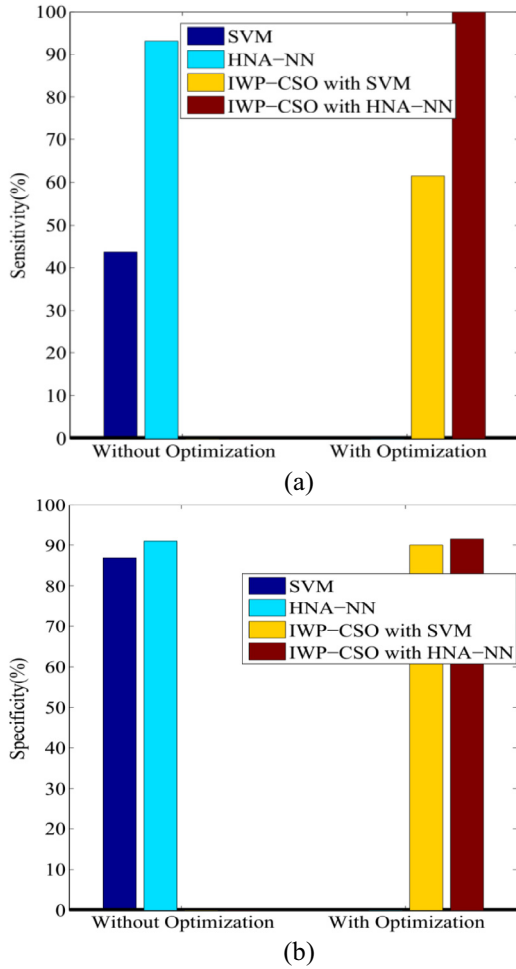 100
90
80
70
60
50
40
30
20
10
0
Sensitivity(%)
SVM
HNA−NN
IWP−CSO with SVM
IWP−CSO with HNA−NN
Without Optimization With Optimization
(a)
100
90
80
70
60
50
40
30
20
10
0
Specificity(%)
SVM
HNA−NN
IWP−CSO with SVM
IWP−CSO with HNA−NN
Without Optimization With Optimization
(b)